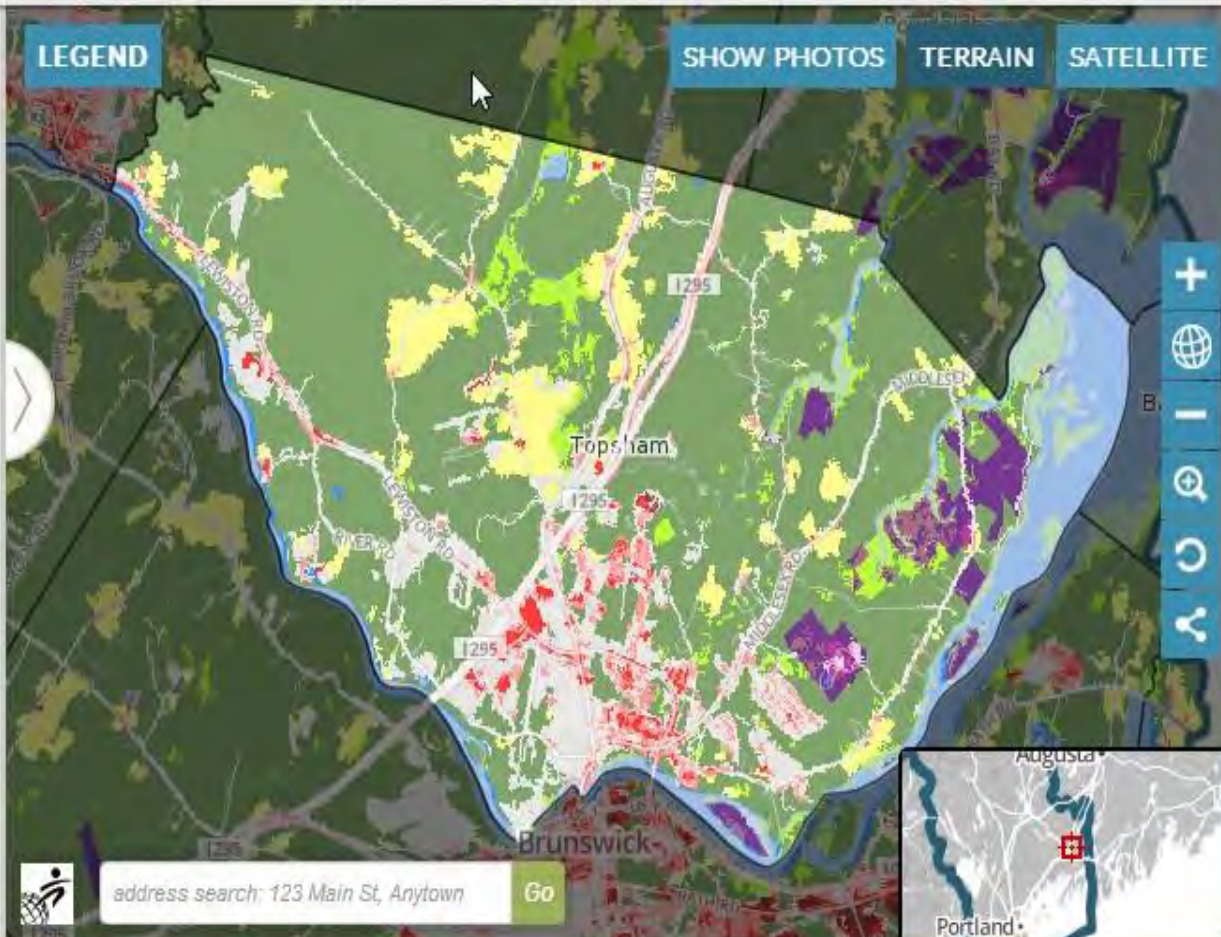 LEGEND
SHOW PHOTOS
TERRAIN
SATELLITE
I295
MIDDLESEX
Topsham
I295
LEWISTON RD
LEWISTON RD
RIVER RD
MIDDLESEX RD
I295
Brunswick
I295
Augusta
Portland
address search: 123 Main St, Anytown
Go